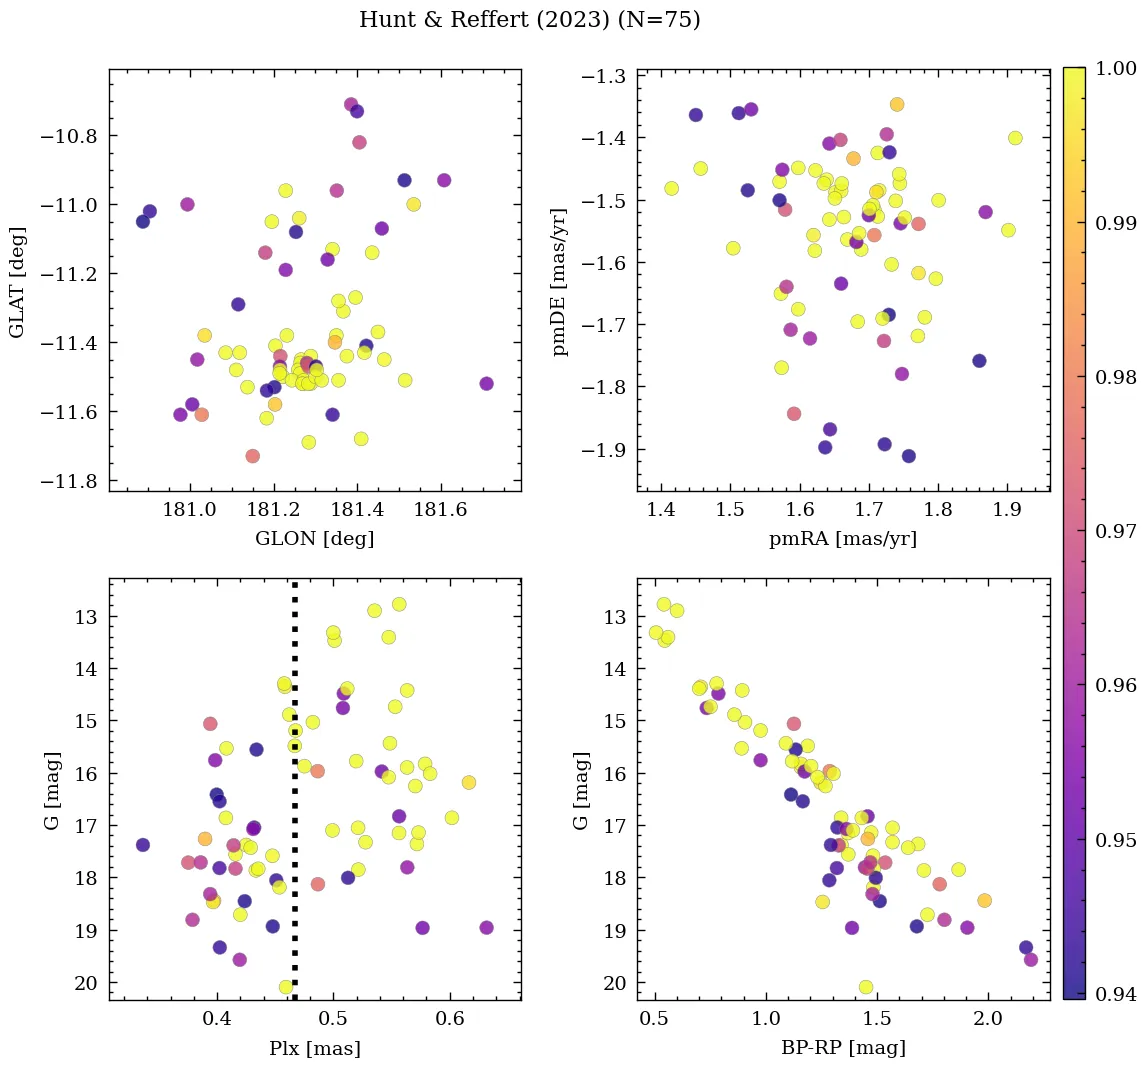 Hunt & Reffert (2023) (N=75)
−10.8
−11.0
−11.2
−11.4
−11.6
−11.8
GLAT [deg]
181.0 181.2 181.4 181.6
GLON [deg]
−1.3
−1.4
−1.5
−1.6
−1.7
−1.8
−1.9
pmDE [mas/yr]
1.4 1.5 1.6 1.7 1.8 1.9
pmRA [mas/yr]
13
14
15
16
17
18
19
20
G [mag]
0.4 0.5 0.6
Plx [mas]
13
14
15
16
17
18
19
20
G [mag]
0.5 1.0 1.5 2.0
BP-RP [mag]
1.00
0.99
0.98
0.97
0.96
0.95
0.94